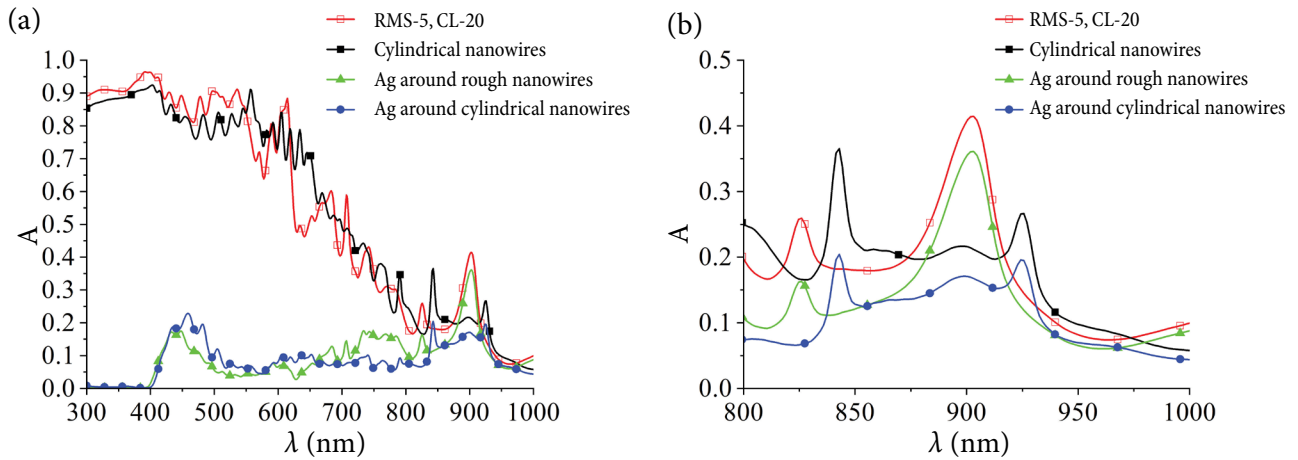 (a)
RMS-5, CL-20
Cylindrical nanowires
Ag around rough nanowires
Ag around cylindrical nanowires
1.0
0.9
0.8
0.7
0.6
0.5
0.4
0.3
0.2
0.1
0.0
A
300 400 500 600 700 800 900 1000
λ (nm)
(b)
RMS-5, CL-20
Cylindrical nanowires
Ag around rough nanowires
Ag around cylindrical nanowires
0.5
0.4
0.3
0.2
0.1
0.0
A
800 850 900 950 1000
λ (nm)